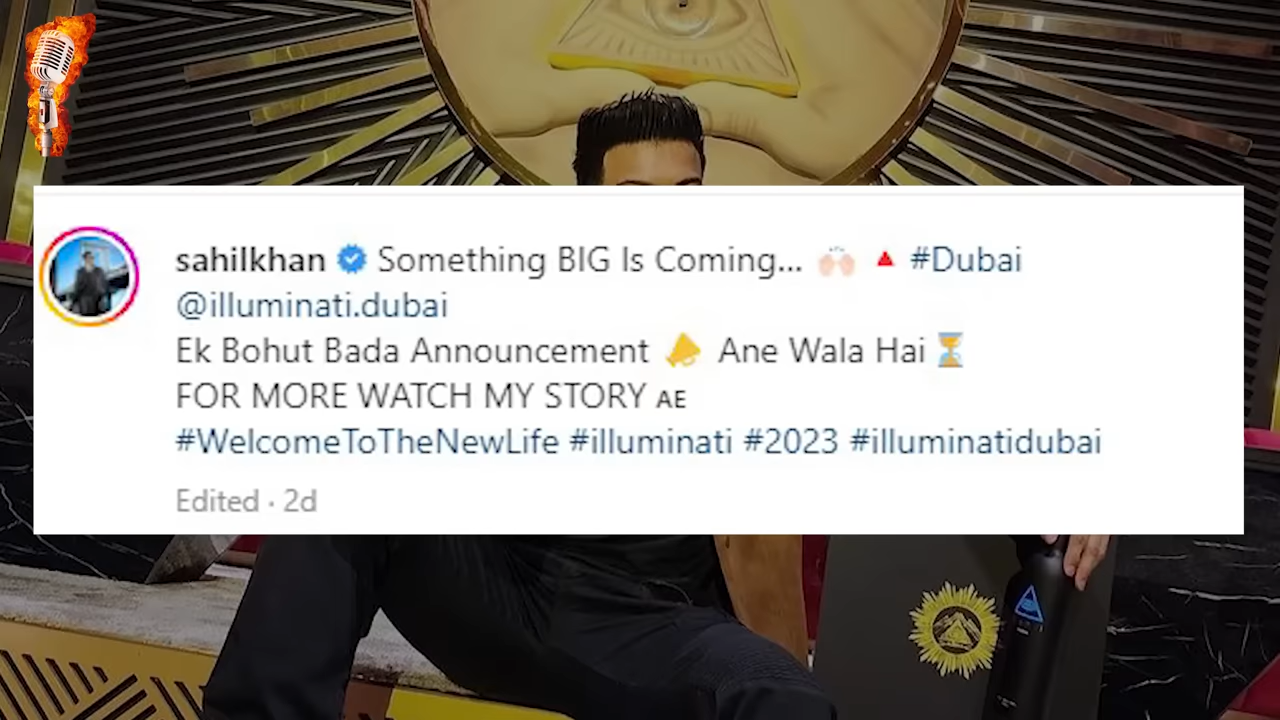 sahilkhan Something BIG Is Coming... 🙌🏻 🔺 #Dubai
@illuminati.dubai
Ek Bohut Bada Announcement 📣 Ane Wala Hai ⏳
FOR MORE WATCH MY STORY AE
#WelcomeToTheNewLife #illuminati #2023 #illuminatidubai
Edited · 2d